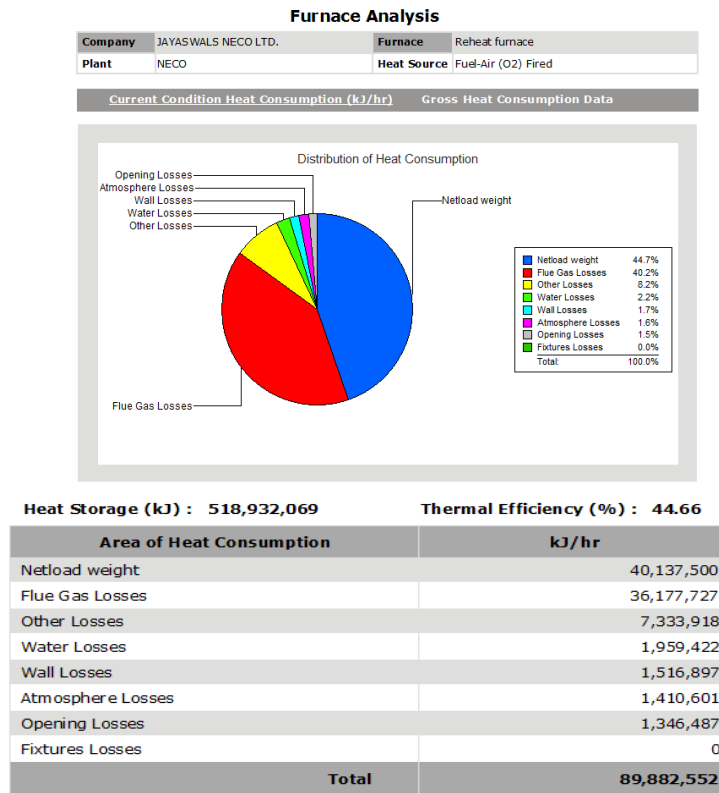 Furnace Analysis
Company JAYASWALS NECO LTD. Furnace Reheat furnace
Plant NECO Heat Source Fuel-Air (O2) Fired
Current Condition Heat Consumption (kJ/hr) Gross Heat Consumption Data
Distribution of Heat Consumption
Opening Losses
Atmosphere Losses
Wall Losses
Water Losses
Other Losses
Netload weight
Flue Gas Losses
Netload weight 44.7%
Flue Gas Losses 40.2%
Other Losses 8.2%
Water Losses 2.2%
Wall Losses 1.7%
Atmosphere Losses 1.6%
Opening Losses 1.5%
Fixtures Losses 0.0%
Total: 100.0%
Heat Storage (kJ) : 518,932,069 Thermal Efficiency (%) : 44.66
Area of Heat Consumption kJ/hr
Netload weight 40,137,500
Flue Gas Losses 36,177,727
Other Losses 7,333,918
Water Losses 1,959,422
Wall Losses 1,516,897
Atmosphere Losses 1,410,601
Opening Losses 1,346,487
Fixtures Losses 0
Total 89,882,552